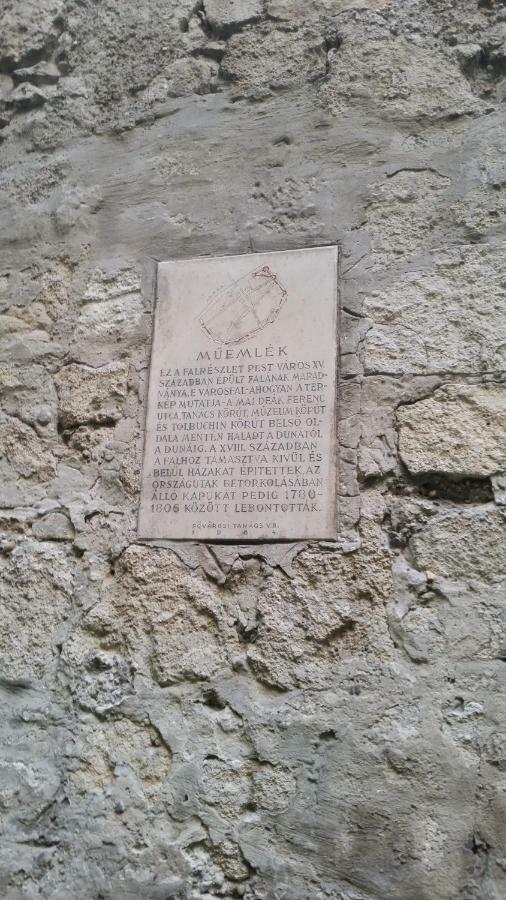 MŰEMLÉK
EZ A FALRÉSZLET PEST VÁROS XV.
SZÁZADBAN ÉPÜLT FALÁNAK MARAD-
VÁNYA. E VÁROSFAL-AHOGYAN A TÉR-
KÉP MUTATJA-A MAI DEÁK FERENC
UTCA, TANÁCS KÖRÚT, MÚZEUM KÖRÚT
ÉS TOLBUCHIN KÖRÚT BELSŐ OL-
DALA MENTÉN HALADT A DUNÁTÓL
A DUNÁIG. A XVIII. SZÁZADBAN
A FALHOZ TÁMASZTVA KÍVÜL ÉS
BELÜL HÁZAKAT ÉPÍTETTEK, AZ
ORSZÁGUTAK BETORKOLÁSÁBAN
ÁLLÓ KAPUKAT PEDIG 1780-
1806 KÖZÖTT LEBONTOTTÁK.
FŐVÁROSI TANÁCS V.B.